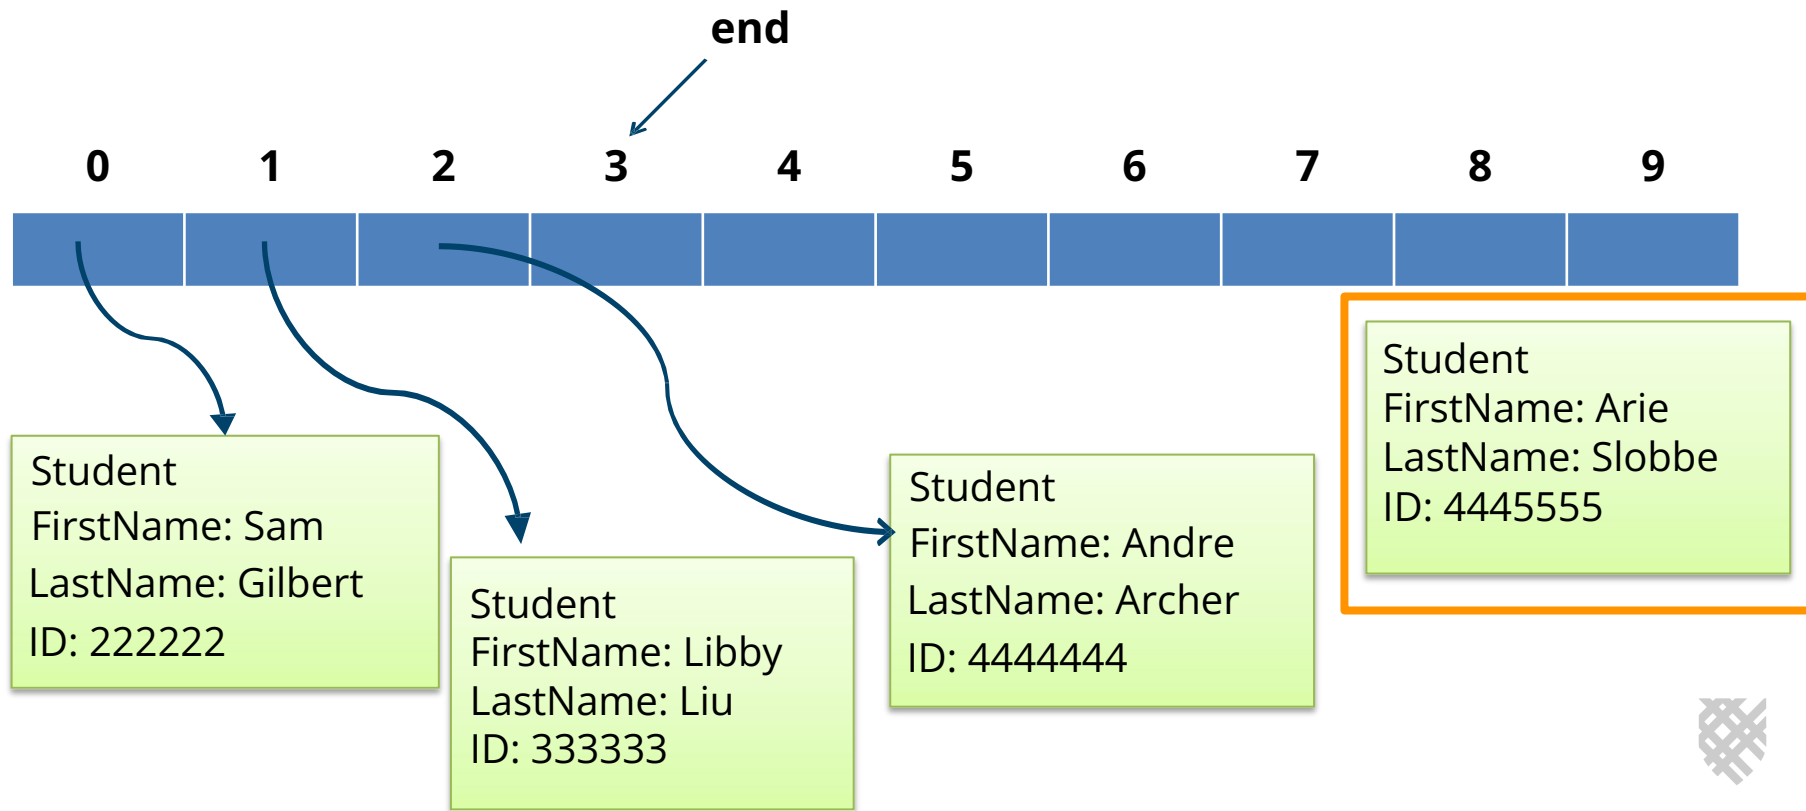 end
0 1 2 3 4 5 6 7 8 9
Student
FirstName: Sam
LastName: Gilbert
ID: 222222
Student
FirstName: Libby
LastName: Liu
ID: 333333
Student
FirstName: Andre
LastName: Archer
ID: 4444444
Student
FirstName: Arie
LastName: Slobbe
ID: 4445555